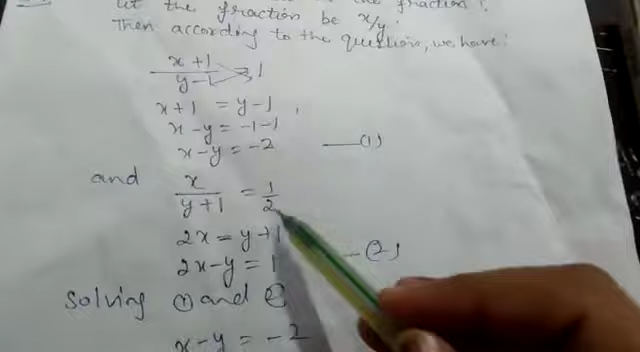 let the fraction be x/y.
Then according to the question, we have:
x+1 / y-1 = 1
x+1 = y-1,
x-y = -1-1
x-y = -2 —(1)
and x / y+1 = 1/2
2x = y+1
2x-y = 1 -(2)
solving ① and ②
x-y = -2